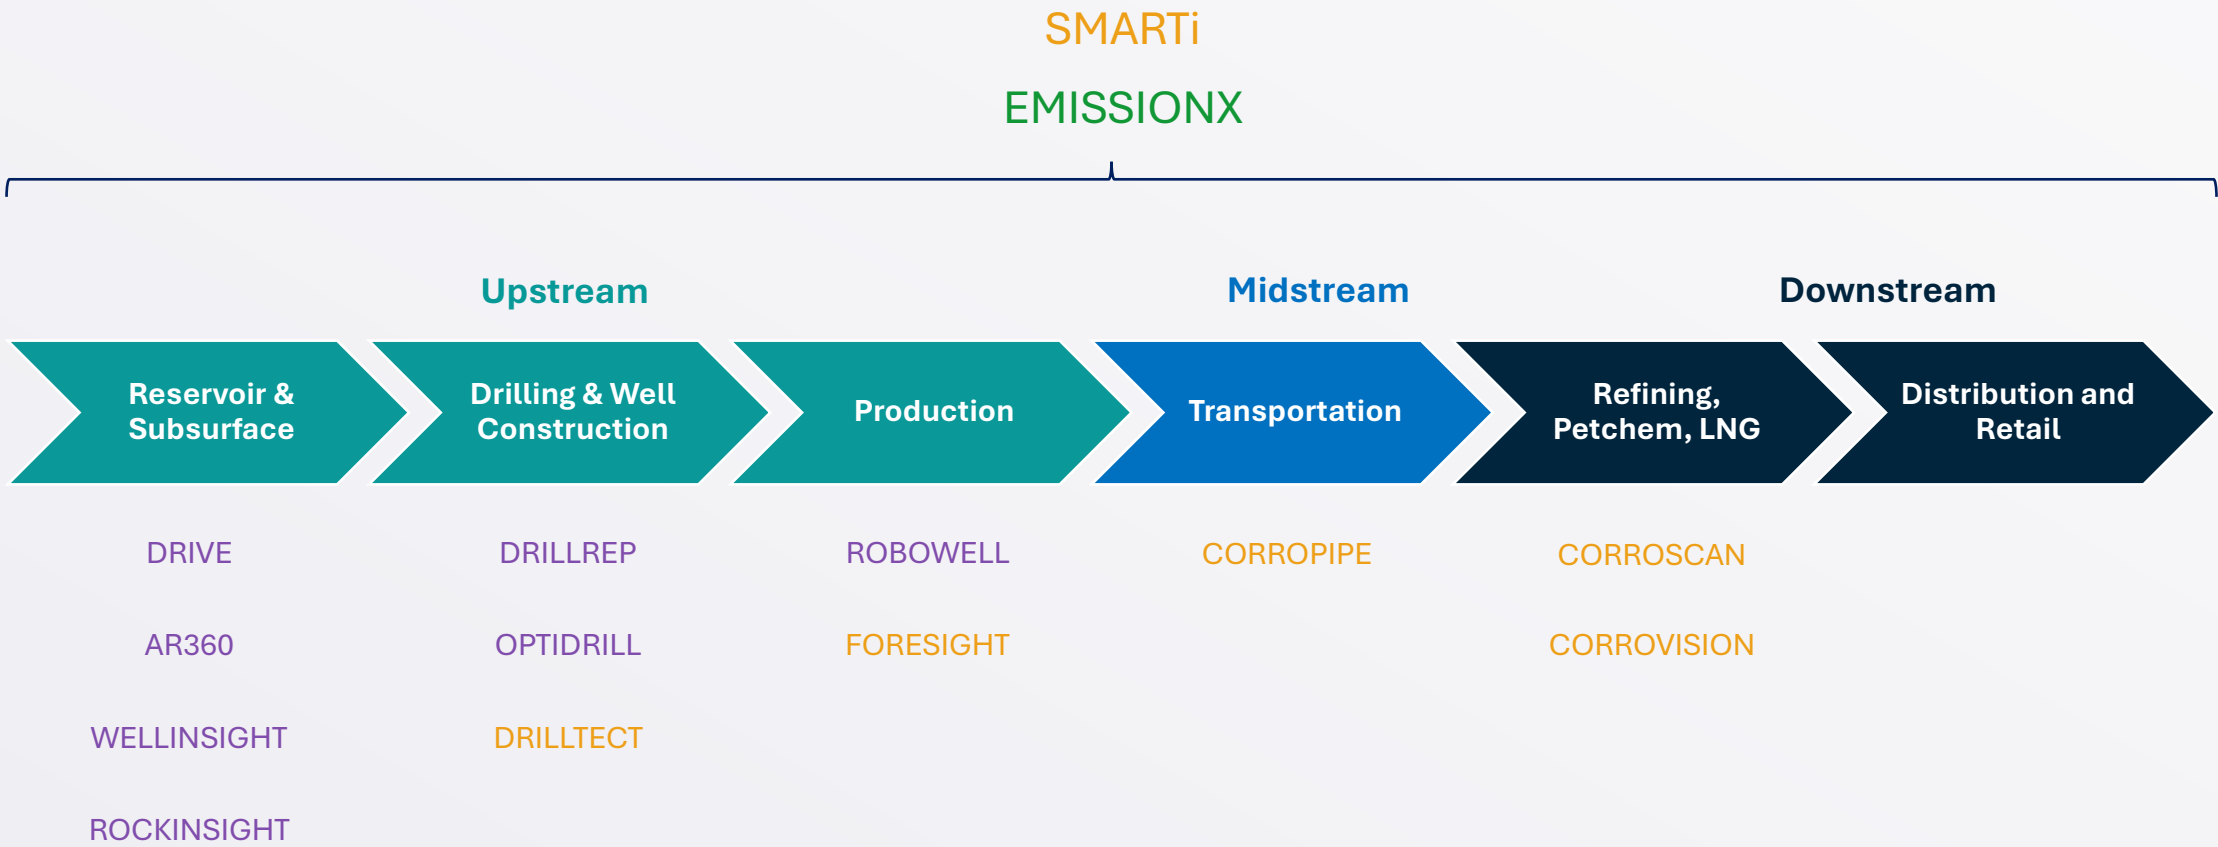 SMARTi
EMISSIONX
Upstream
Midstream
Downstream
Reservoir &
Subsurface
Drilling & Well
Construction
Production
Transportation
Refining,
Petchem, LNG
Distribution and
Retail
DRIVE
AR360
WELLINSIGHT
ROCKINSIGHT
DRILLREP
OPTIDRILL
DRILLTECT
ROBOWELL
FORESIGHT
CORROPIPE
CORROSCAN
CORROVISION